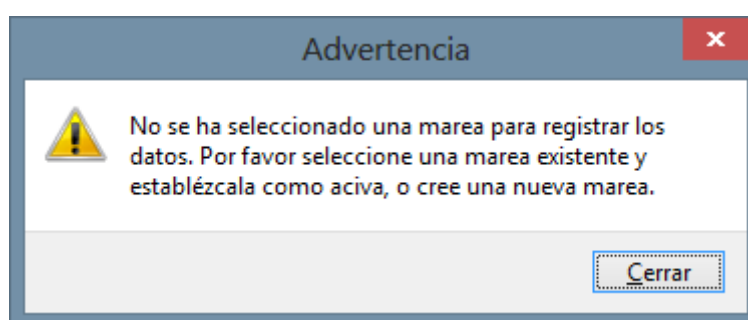 Advertencia
No se ha seleccionado una marea para registrar los
datos. Por favor seleccione una marea existente y
establézcala como aciva, o cree una nueva marea.
Cerrar